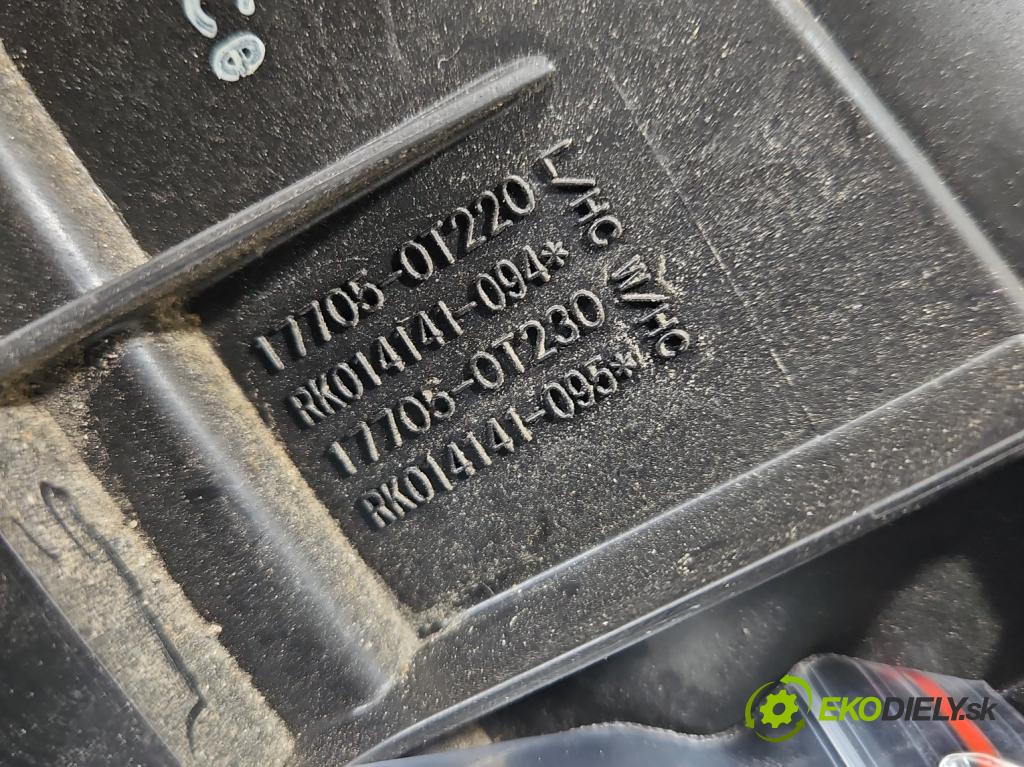 17705-0T220 L/HC
RK014141-094*
17705-0T230 W/HC
RK014141-095*
EKODIELY.sk